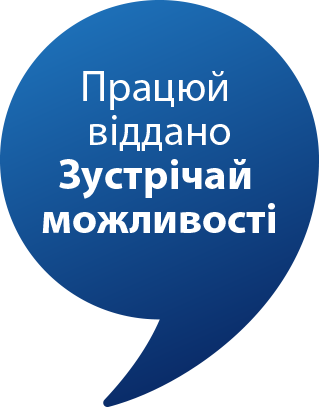 Працюй
віддано
Зустрічай
можливості